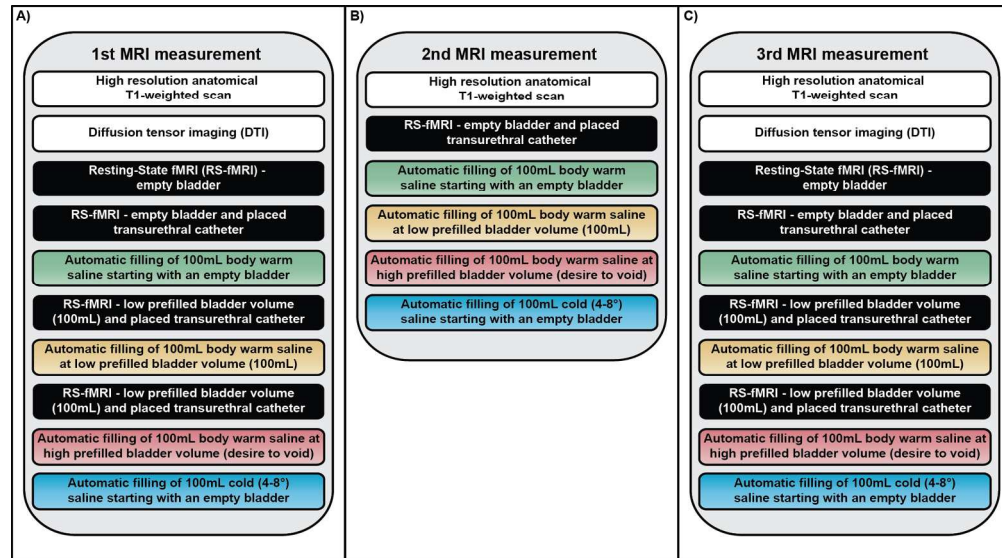 A)
1st MRI measurement
High resolution anatomical
T1-weighted scan
Diffusion tensor imaging (DTI)
Resting-State fMRI (RS-fMRI) -
empty bladder
RS-fMRI - empty bladder and placed
transurethral catheter
Automatic filling of 100mL body warm
saline starting with an empty bladder
RS-fMRI - low prefilled bladder volume
(100mL) and placed transurethral catheter
Automatic filling of 100mL body warm saline
at low prefilled bladder volume (100mL)
RS-fMRI - low prefilled bladder volume
(100mL) and placed transurethral catheter
Automatic filling of 100mL body warm saline at
high prefilled bladder volume (desire to void)
Automatic filling of 100mL cold (4-8°)
saline starting with an empty bladder
B)
2nd MRI measurement
High resolution anatomical
T1-weighted scan
RS-fMRI - empty bladder and placed
transurethral catheter
Automatic filling of 100mL body warm
saline starting with an empty bladder
Automatic filling of 100mL body warm saline
at low prefilled bladder volume (100mL)
Automatic filling of 100mL body warm saline at
high prefilled bladder volume (desire to void)
Automatic filling of 100mL cold (4-8°)
saline starting with an empty bladder
C)
3rd MRI measurement
High resolution anatomical
T1-weighted scan
Diffusion tensor imaging (DTI)
Resting-State fMRI (RS-fMRI) -
empty bladder
RS-fMRI - empty bladder and placed
transurethral catheter
Automatic filling of 100mL body warm
saline starting with an empty bladder
RS-fMRI - low prefilled bladder volume
(100mL) and placed transurethral catheter
Automatic filling of 100mL body warm saline
at low prefilled bladder volume (100mL)
RS-fMRI - low prefilled bladder volume
(100mL) and placed transurethral catheter
Automatic filling of 100mL body warm saline at
high prefilled bladder volume (desire to void)
Automatic filling of 100mL cold (4-8°)
saline starting with an empty bladder